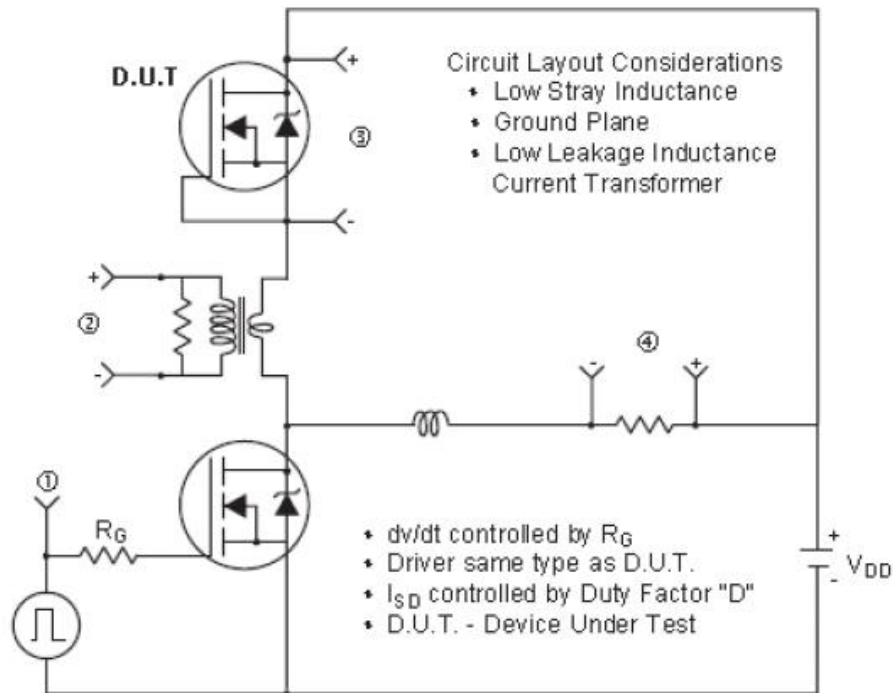 D.U.T
+
③
-
Circuit Layout Considerations
• Low Stray Inductance
• Ground Plane
• Low Leakage Inductance
Current Transformer
+
②
-
④
- +
①
RG
• dv/dt controlled by RG
• Driver same type as D.U.T.
• ISD controlled by Duty Factor "D"
• D.U.T. - Device Under Test
+
VDD
-